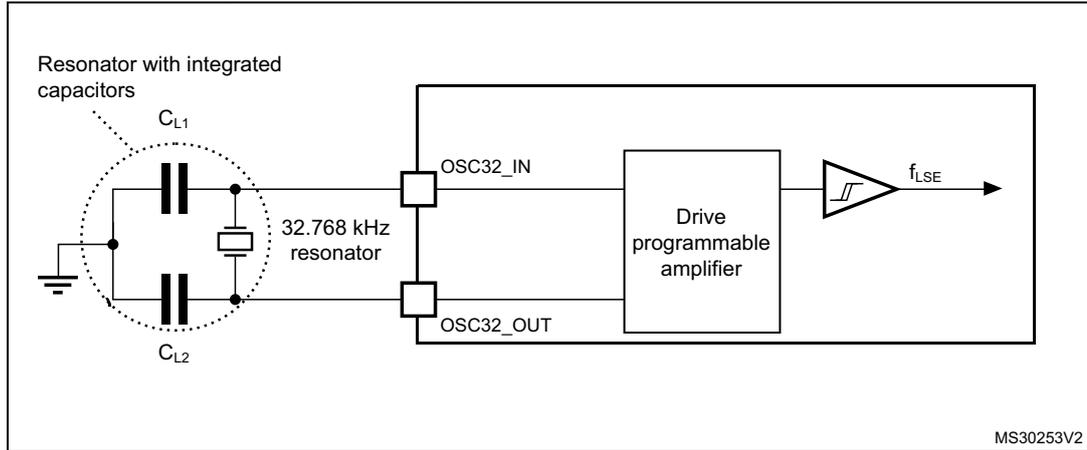 Resonator with integrated
capacitors
CL1
OSC32_IN
fLSE
32.768 kHz
resonator
Drive
programmable
amplifier
OSC32_OUT
CL2
MS30253V2